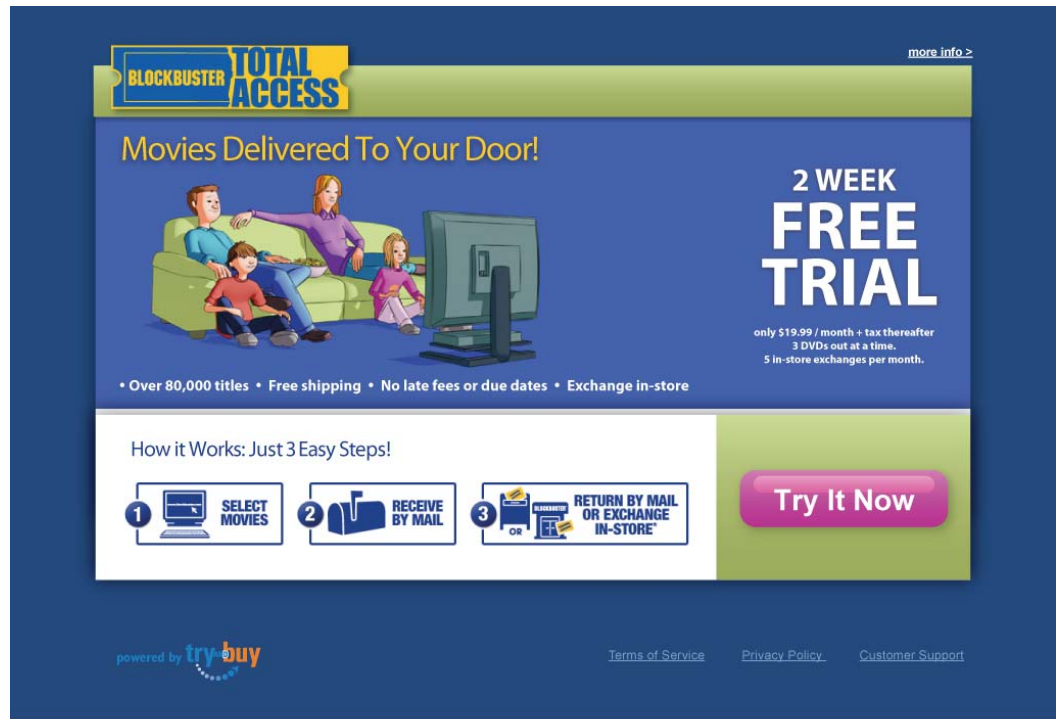 more info >
BLOCKBUSTER
TOTAL
ACCESS
Movies Delivered To Your Door!
2 WEEK
FREE
TRIAL
only $19.99 / month + tax thereafter
3 DVDs out at a time.
5 in-store exchanges per month.
• Over 80,000 titles • Free shipping • No late fees or due dates • Exchange in-store
How it Works: Just 3 Easy Steps!
1 SELECT
MOVIES
2 RECEIVE
BY MAIL
3 OR BLOCKBUSTER RETURN BY MAIL
OR EXCHANGE
IN-STORE*
Try It Now
powered by try buy
Terms of Service Privacy Policy Customer Support